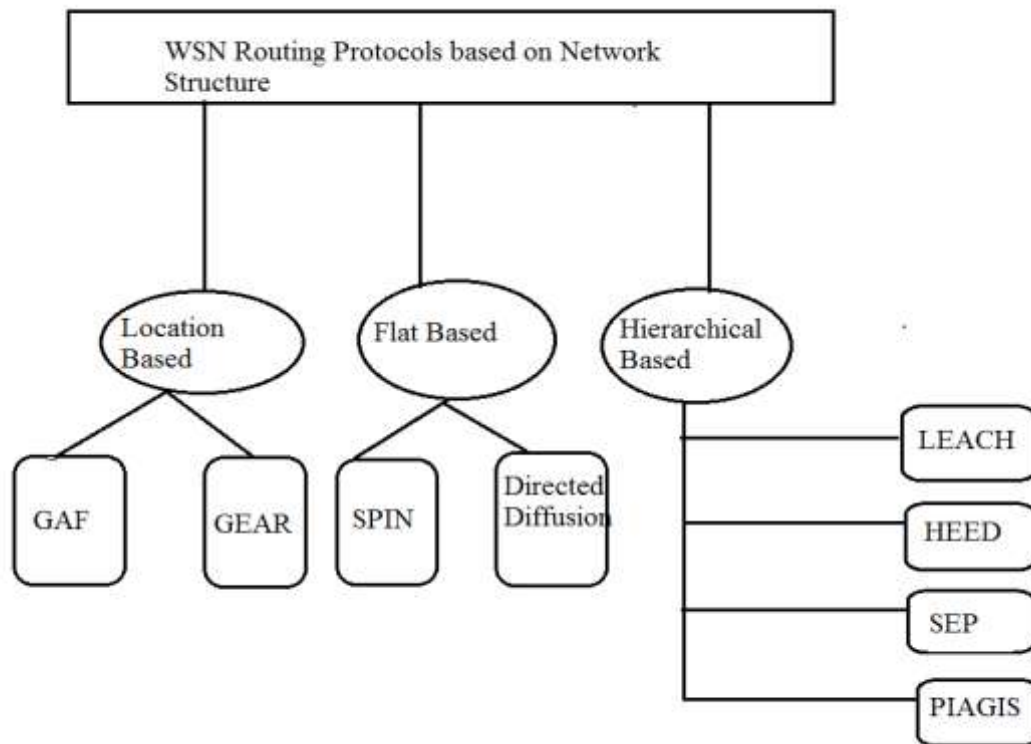 WSN Routing Protocols based on Network
Structure
Location
Based
Flat Based
Hierarchical
Based
GAF
GEAR
SPIN
Directed
Diffusion
LEACH
HEED
SEP
PIAGIS